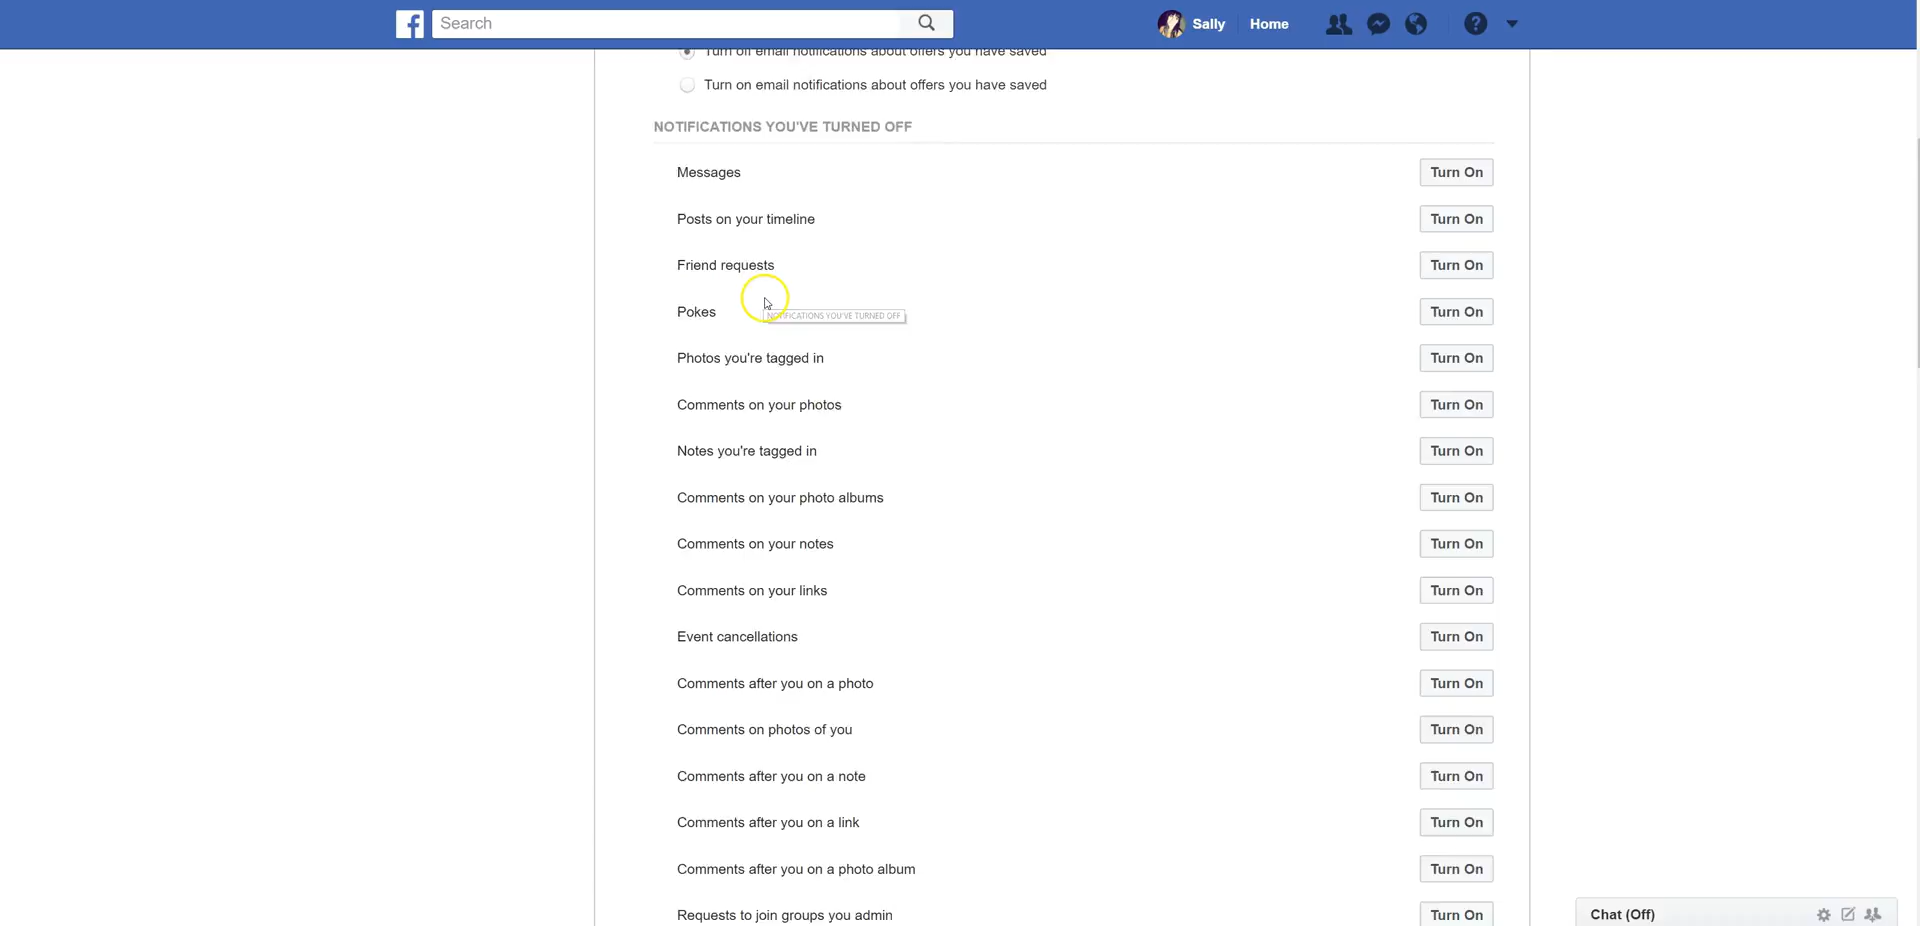 Search
Sally
Home
Turn off email notifications about offers you have saved
Turn on email notifications about offers you have saved
NOTIFICATIONS YOU'VE TURNED OFF
Messages Turn On
Posts on your timeline Turn On
Friend requests Turn On
Pokes Turn On
NOTIFICATIONS YOU'VE TURNED OFF
Photos you're tagged in Turn On
Comments on your photos Turn On
Notes you're tagged in Turn On
Comments on your photo albums Turn On
Comments on your notes Turn On
Comments on your links Turn On
Event cancellations Turn On
Comments after you on a photo Turn On
Comments on photos of you Turn On
Comments after you on a note Turn On
Comments after you on a link Turn On
Comments after you on a photo album Turn On
Requests to join groups you admin Turn On
Chat (Off)